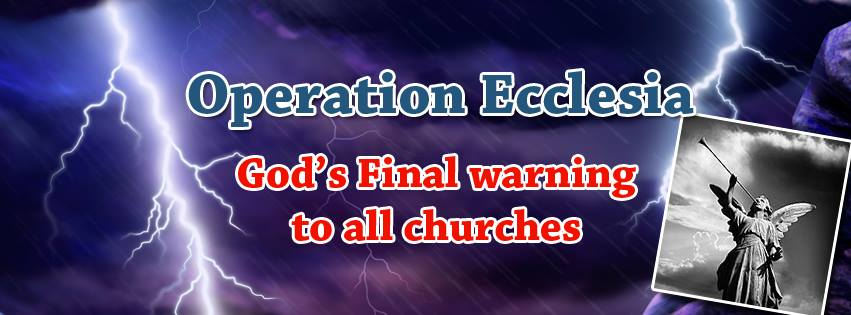 Operation Ecclesia
God's Final warning
to all churches